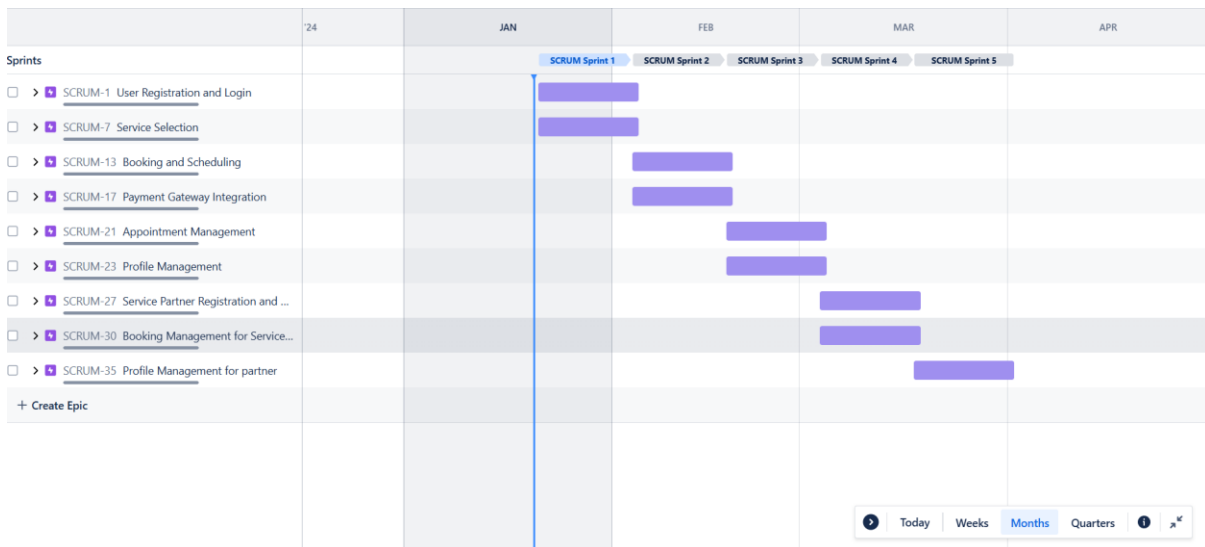 '24 JAN FEB MAR APR
Sprints SCRUM Sprint 1 SCRUM Sprint 2 SCRUM Sprint 3 SCRUM Sprint 4 SCRUM Sprint 5
SCRUM-1 User Registration and Login
SCRUM-7 Service Selection
SCRUM-13 Booking and Scheduling
SCRUM-17 Payment Gateway Integration
SCRUM-21 Appointment Management
SCRUM-23 Profile Management
SCRUM-27 Service Partner Registration and ...
SCRUM-30 Booking Management for Service...
SCRUM-35 Profile Management for partner
+ Create Epic
Today Weeks Months Quarters